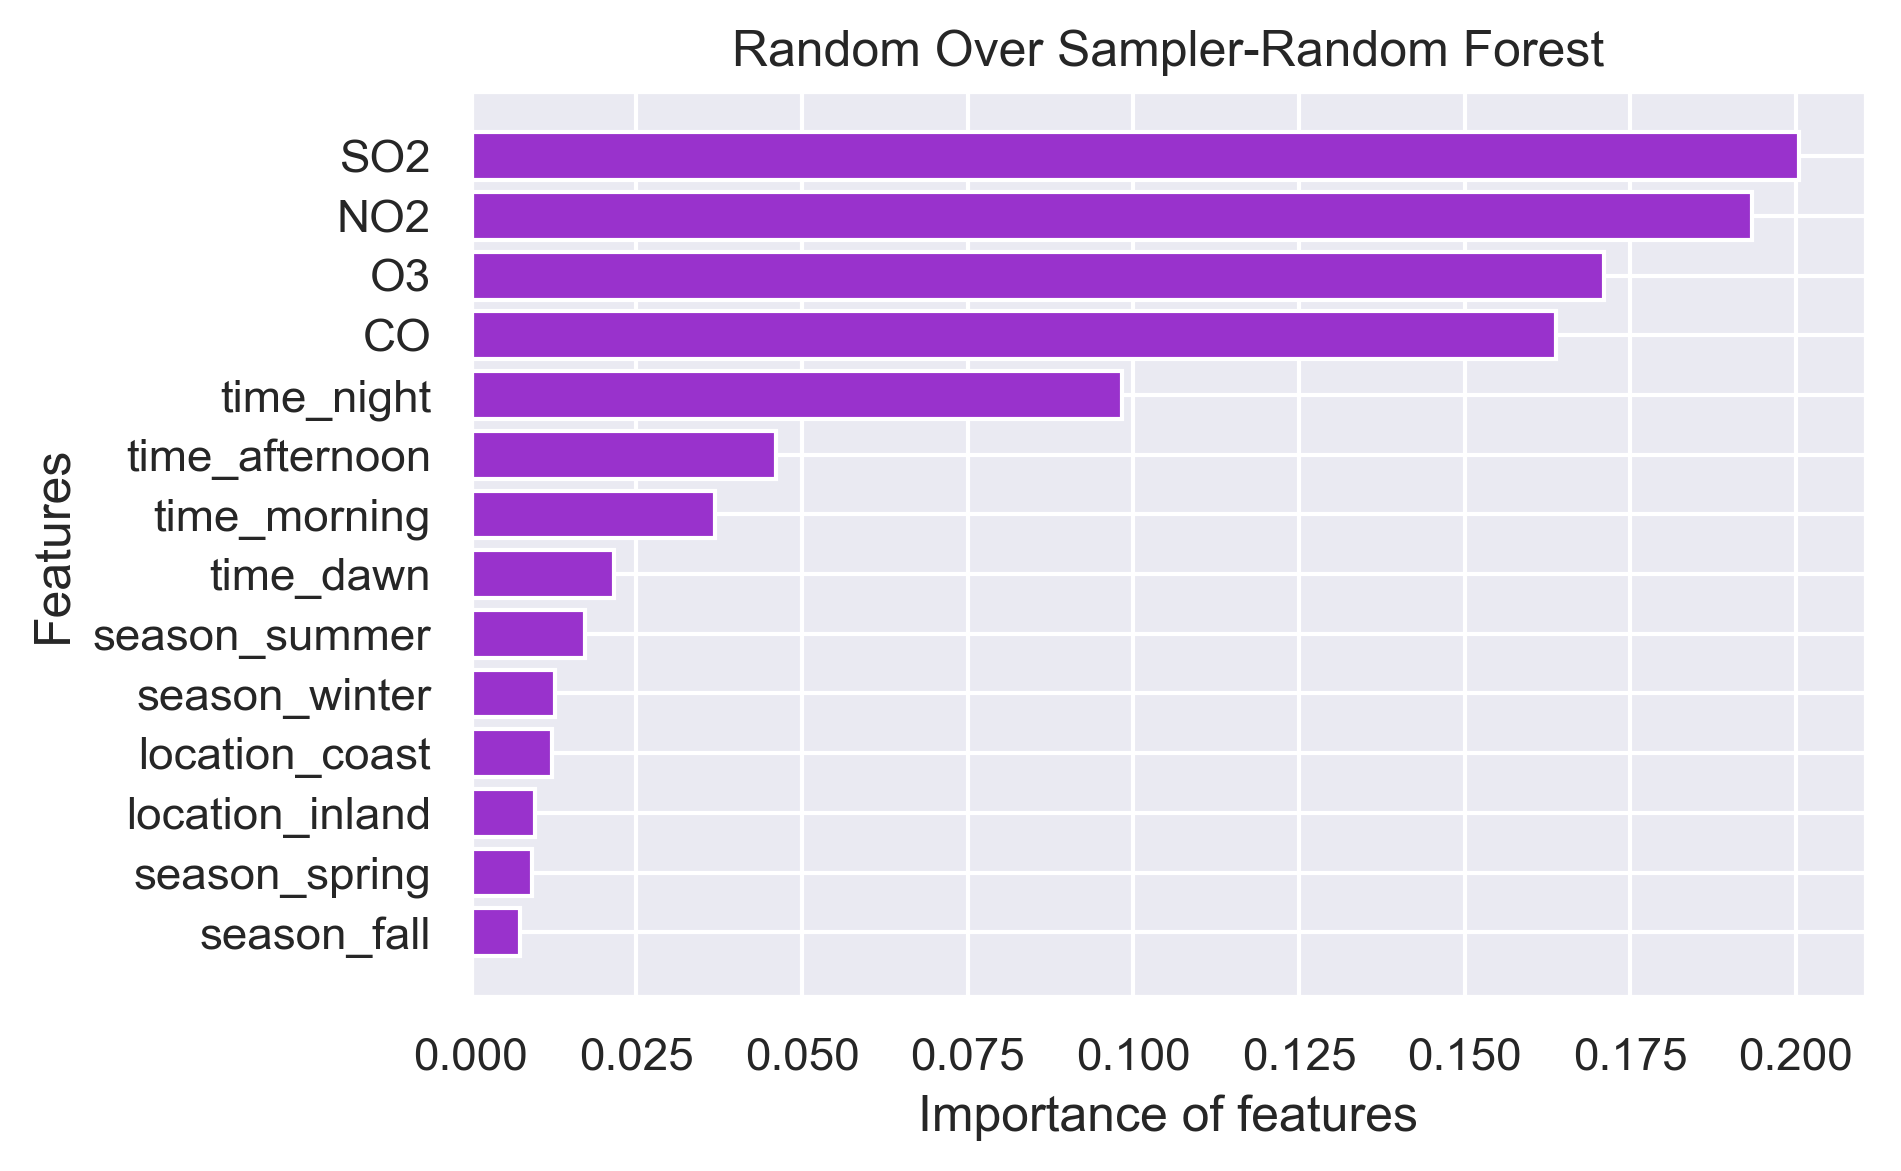 Random Over Sampler-Random Forest
Features
SO2
NO2
O3
CO
time_night
time_afternoon
time_morning
time_dawn
season_summer
season_winter
location_coast
location_inland
season_spring
season_fall
0.000 0.025 0.050 0.075 0.100 0.125 0.150 0.175 0.200
Importance of features